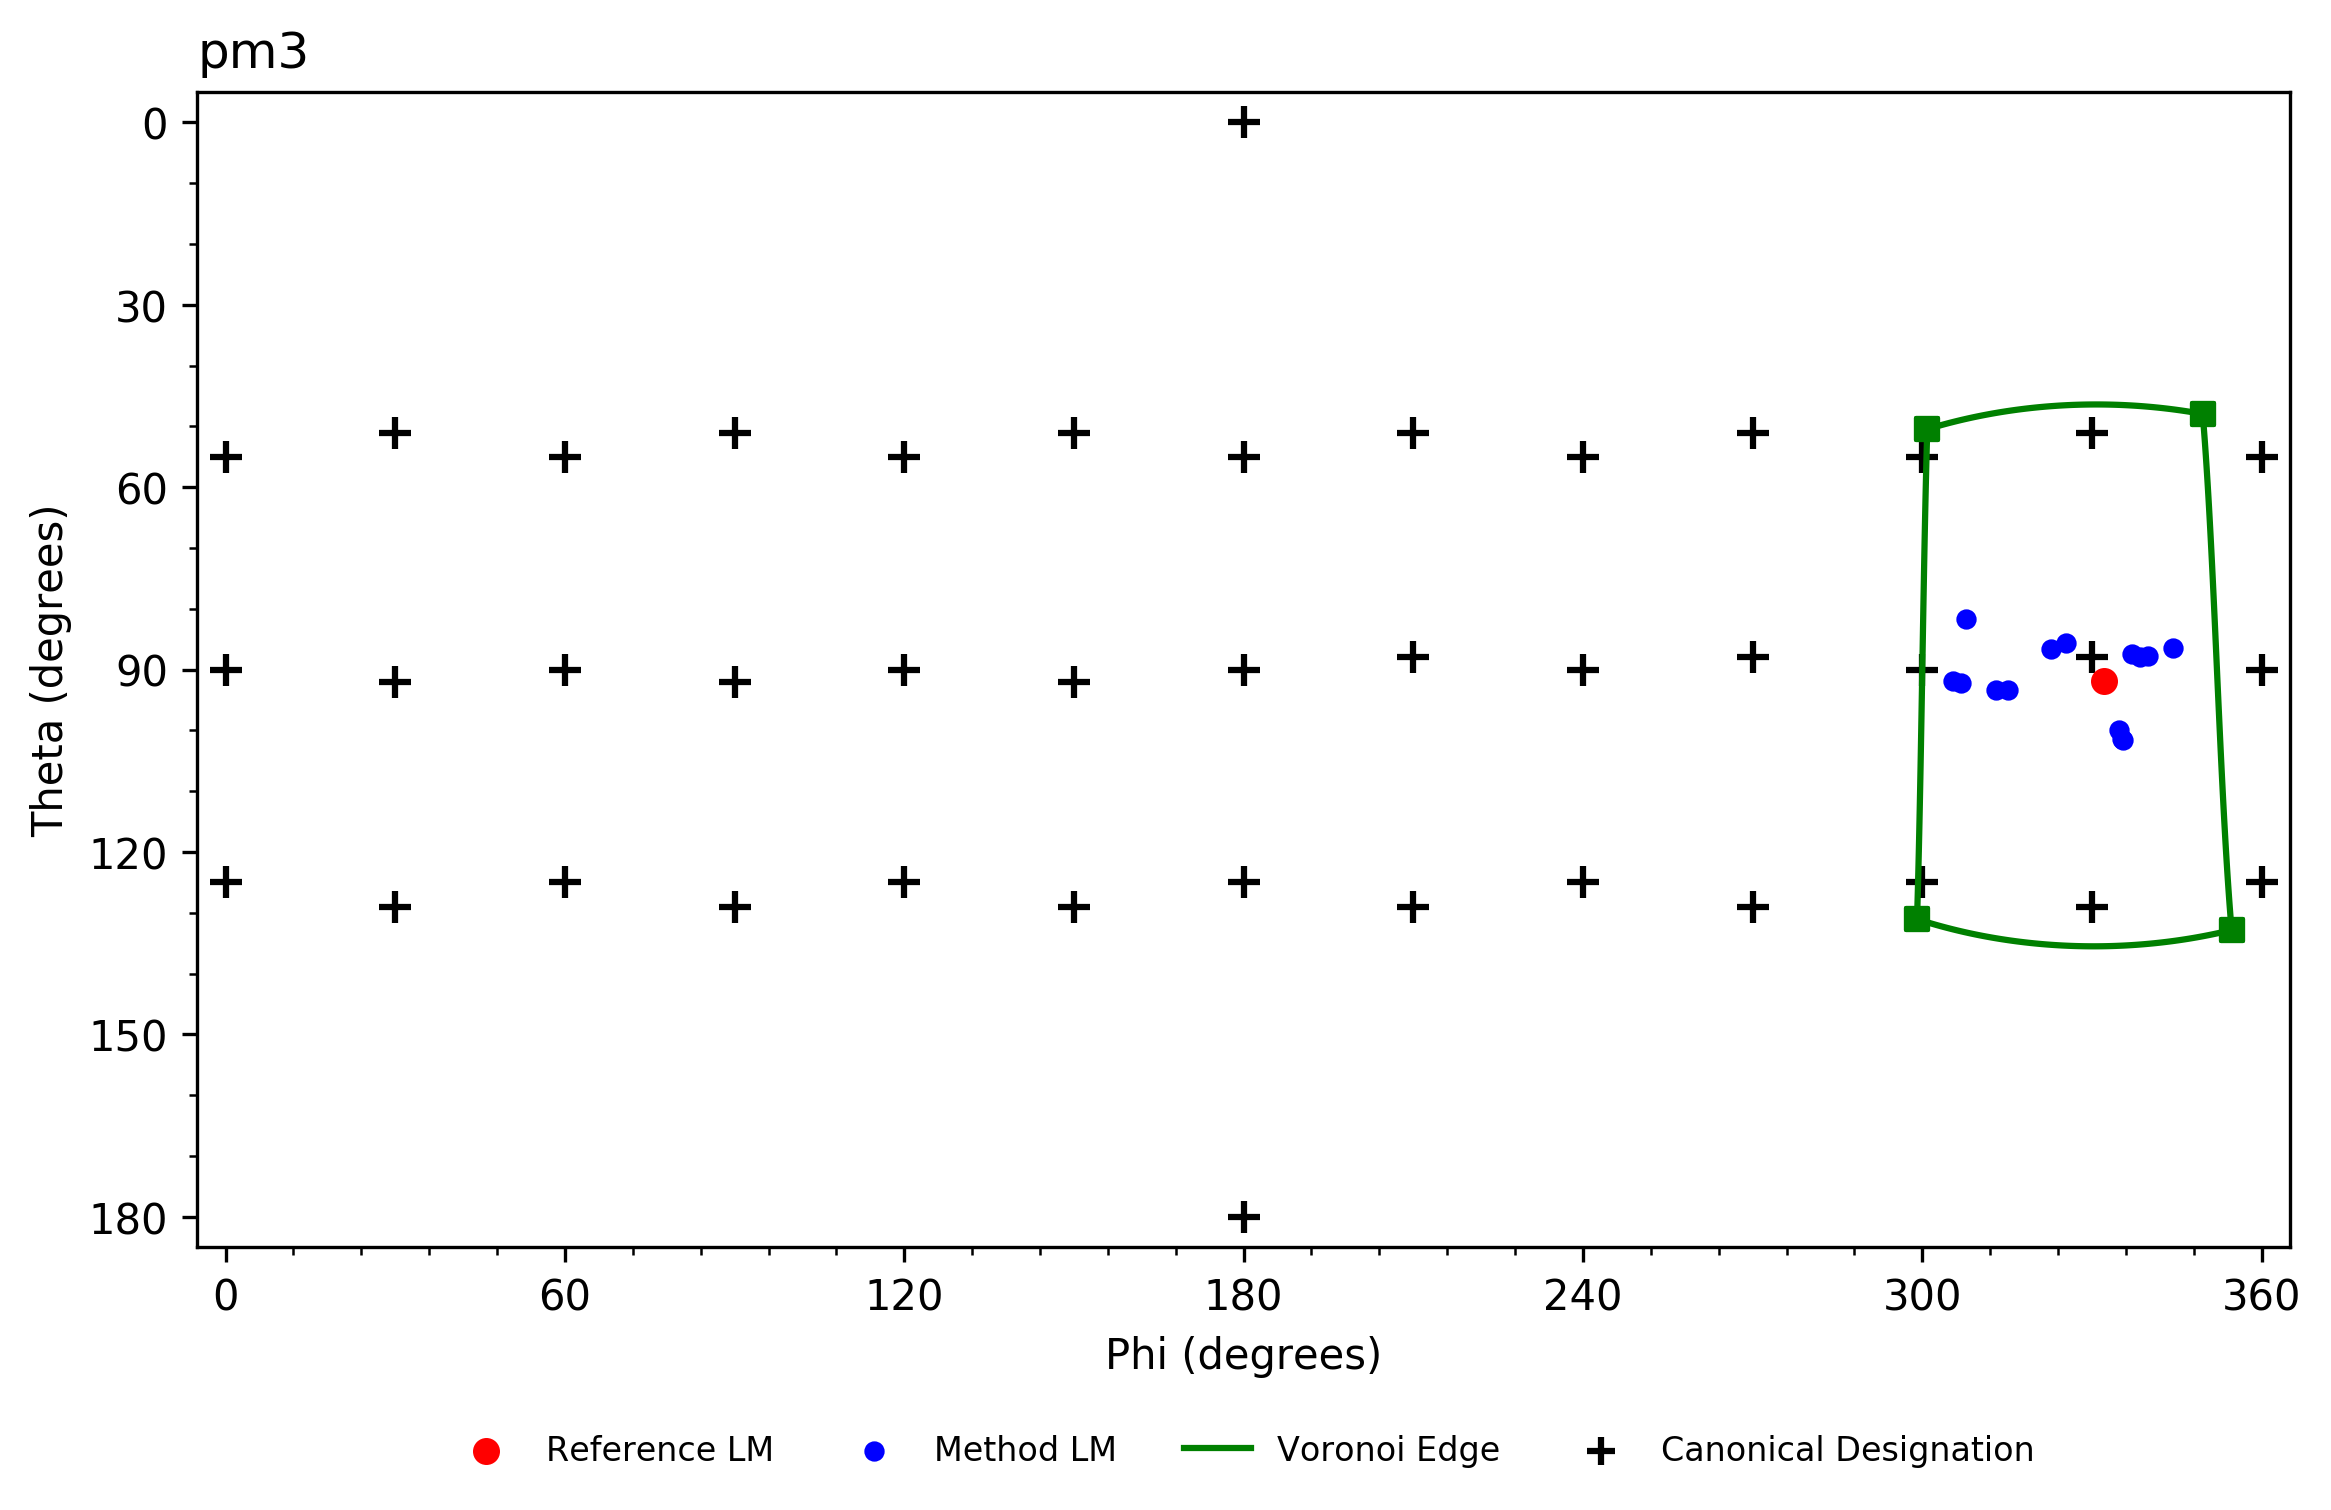 pm3
0
30
60
90
120
150
180
Theta (degrees)
0 60 120 180 240 300 360
Phi (degrees)
Reference LM Method LM Voronoi Edge Canonical Designation